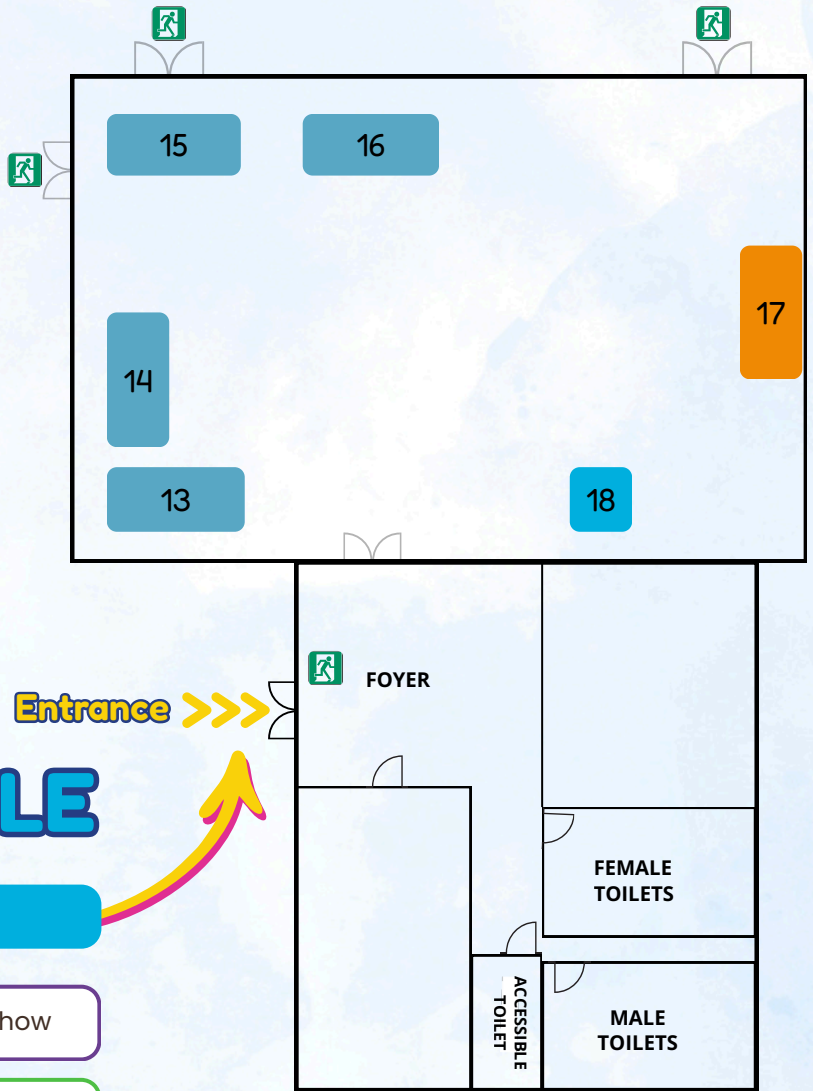 15
16
17
14
13
18
FOYER
Entrance
LE
FEMALE
TOILETS
how
ACCESSIBLE
TOILET
MALE
TOILETS